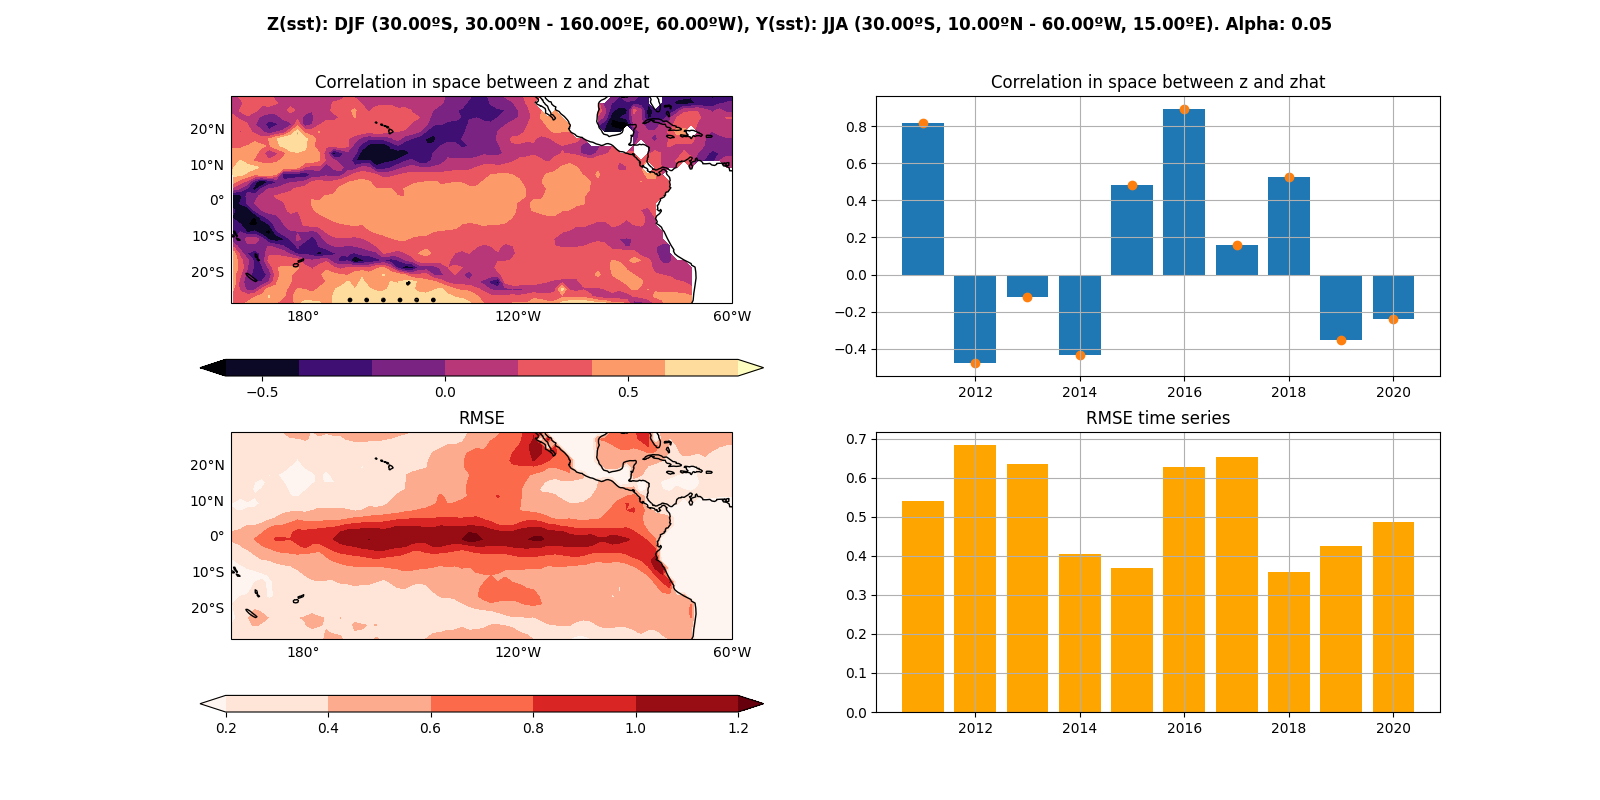 Z(sst): DJF (30.00ºS, 30.00ºN - 160.00ºE, 60.00ºW), Y(sst): JJA (30.00ºS, 10.00ºN - 60.00ºW, 15.00ºE). Alpha: 0.05
Correlation in space between z and zhat
20°N
10°N
0°
10°S
20°S
180°
120°W
60°W
−0.5
0.0
0.5
Correlation in space between z and zhat
0.8
0.6
0.4
0.2
0.0
−0.2
−0.4
2012
2014
2016
2018
2020
RMSE
20°N
10°N
0°
10°S
20°S
180°
120°W
60°W
0.2
0.4
0.6
0.8
1.0
1.2
RMSE time series
0.7
0.6
0.5
0.4
0.3
0.2
0.1
0.0
2012
2014
2016
2018
2020